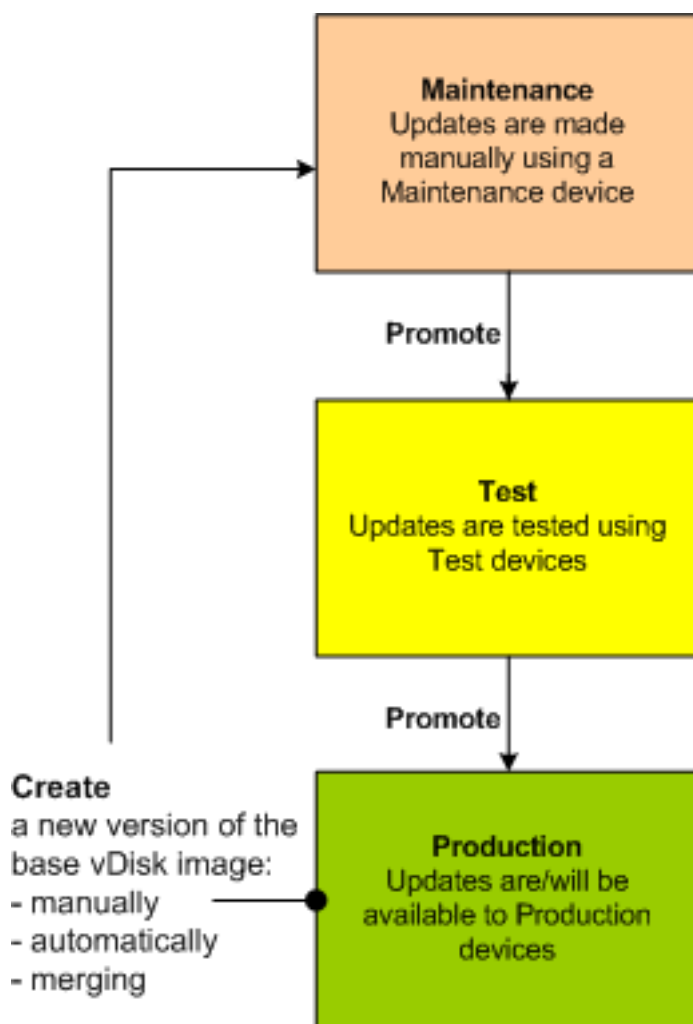 Maintenance
Updates are made
manually using a
Maintenance device
Promote
Test
Updates are tested using
Test devices
Promote
Create
a new version of the
base vDisk image:
- manually
- automatically
- merging
Production
Updates are/will be
available to Production
devices